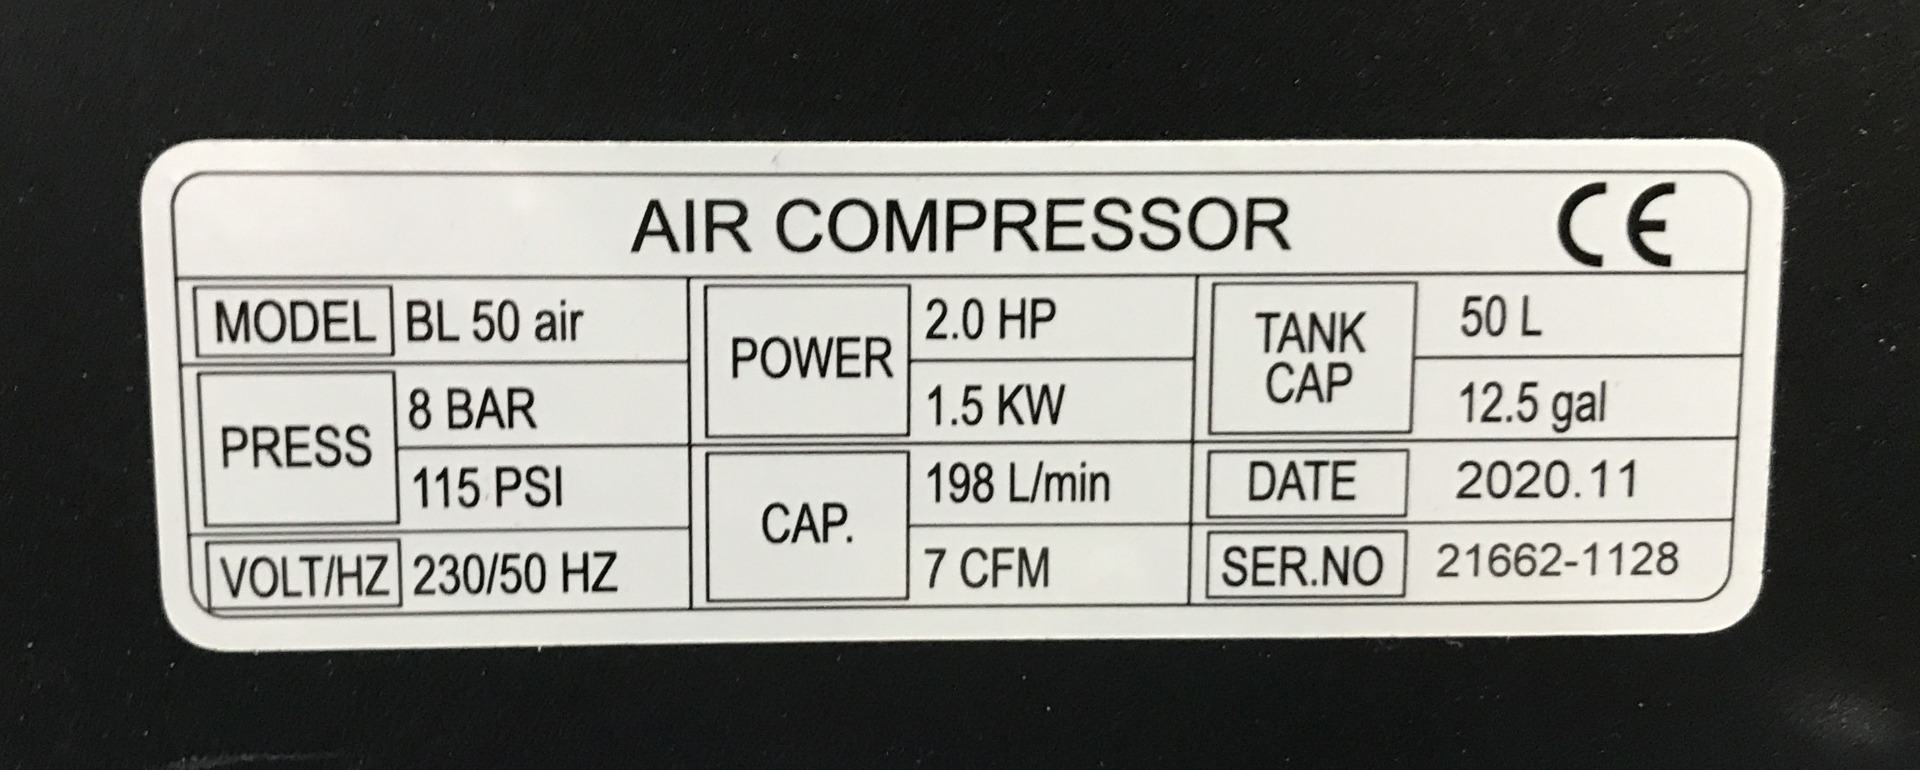 AIR COMPRESSOR CE
MODEL BL 50 air
PRESS 8 BAR
115 PSI
VOLT/HZ 230/50 HZ
POWER 2.0 HP
1.5 KW
CAP. 198 L/min
7 CFM
TANK CAP 50 L
12.5 gal
DATE 2020.11
SER.NO 21662-1128